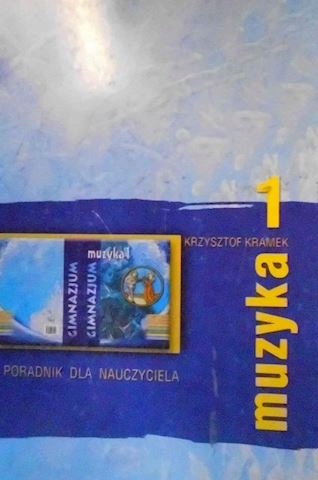 KRZYSZTOF KRAMEK
muzyka 1
GIMNAZJUM
GIMNAZJUM
muzyka 1
PORADNIK DLA NAUCZYCIELA